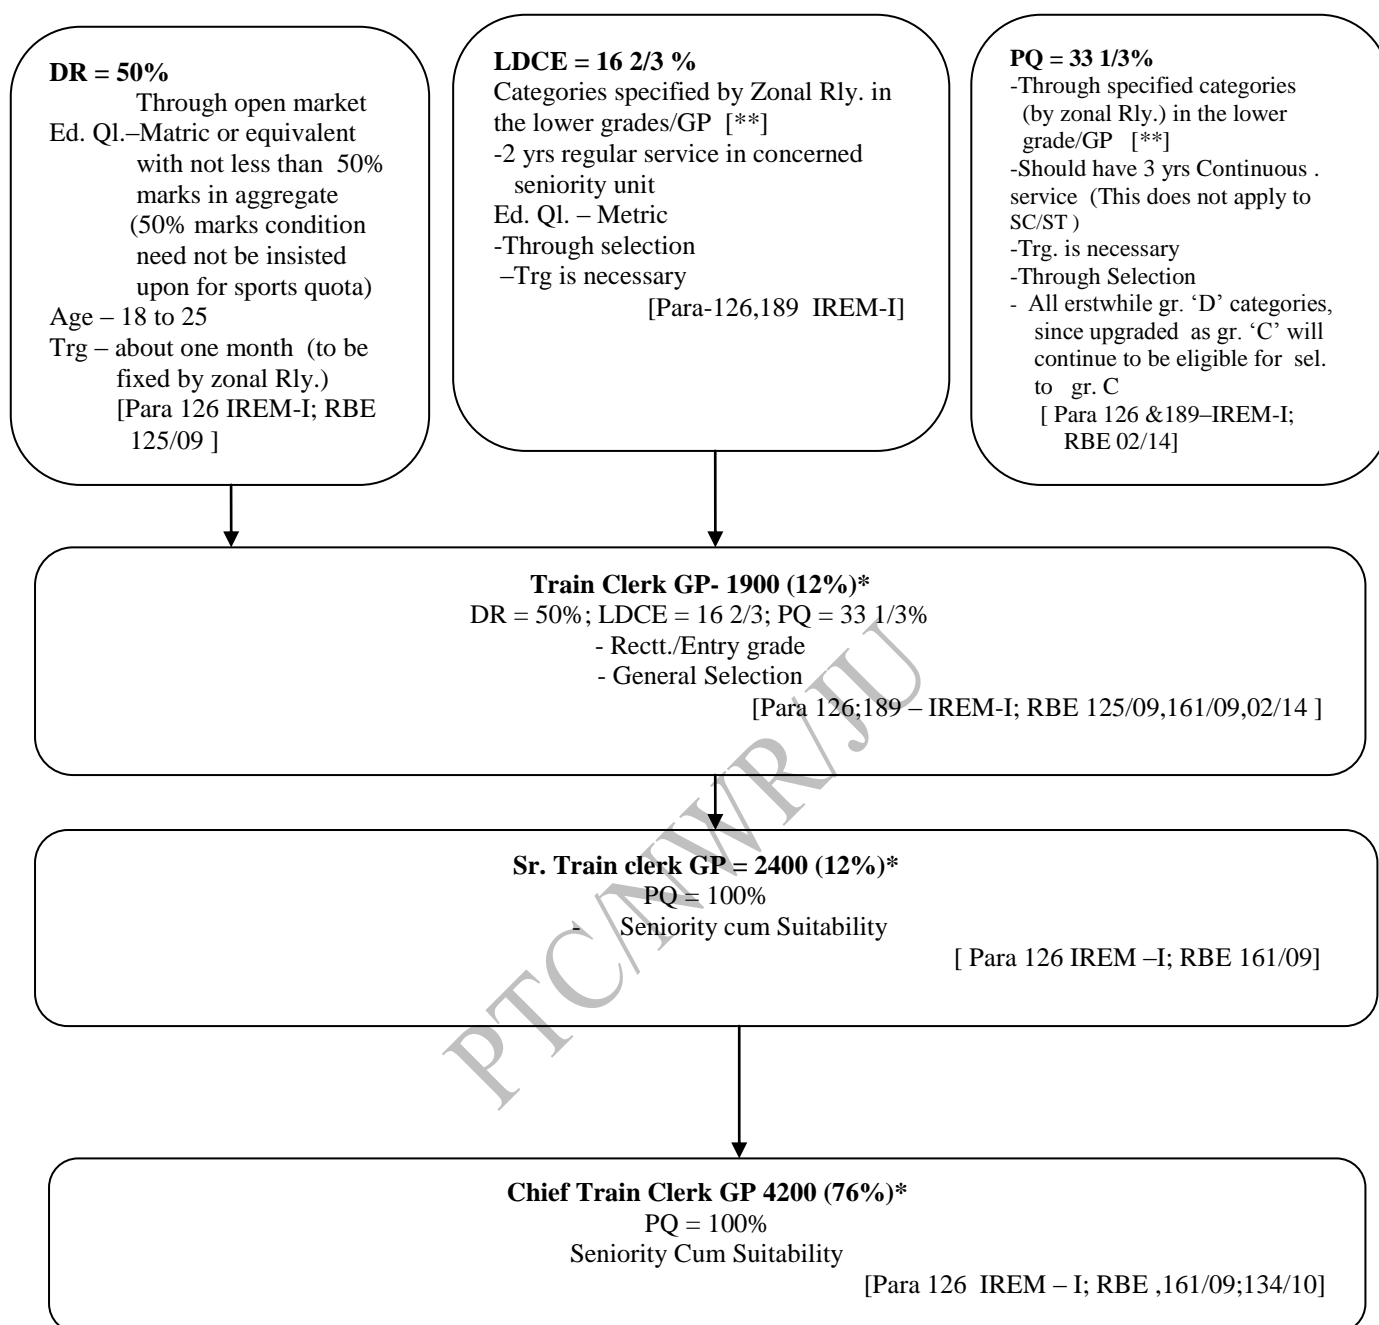 DR = 50%
Through open market
Ed. Ql.–Matric or equivalent
with not less than 50%
marks in aggregate
(50% marks condition
need not be insisted
upon for sports quota)
Age – 18 to 25
Trg – about one month (to be
fixed by zonal Rly.)
[Para 126 IREM-I; RBE
125/09 ]
LDCE = 16 2/3 %
Categories specified by Zonal Rly. in
the lower grades/GP [**]
-2 yrs regular service in concerned
seniority unit
Ed. Ql. – Metric
-Through selection
–Trg is necessary
[Para-126,189 IREM-I]
PQ = 33 1/3%
-Through specified categories
(by zonal Rly.) in the lower
grade/GP [**]
-Should have 3 yrs Continuous .
service (This does not apply to
SC/ST )
-Trg. is necessary
-Through Selection
- All erstwhile gr. ‘D’ categories,
since upgraded as gr. ‘C’ will
continue to be eligible for sel.
to gr. C
[ Para 126 &189–IREM-I;
RBE 02/14]
Train Clerk GP- 1900 (12%)*
DR = 50%; LDCE = 16 2/3; PQ = 33 1/3%
- Rectt./Entry grade
- General Selection
[Para 126;189 – IREM-I; RBE 125/09,161/09,02/14 ]
Sr. Train clerk GP = 2400 (12%)*
PQ = 100%
- Seniority cum Suitability
[ Para 126 IREM –I; RBE 161/09]
Chief Train Clerk GP 4200 (76%)*
PQ = 100%
Seniority Cum Suitability
[Para 126 IREM – I; RBE ,161/09;134/10]
PTC/NWR/JU